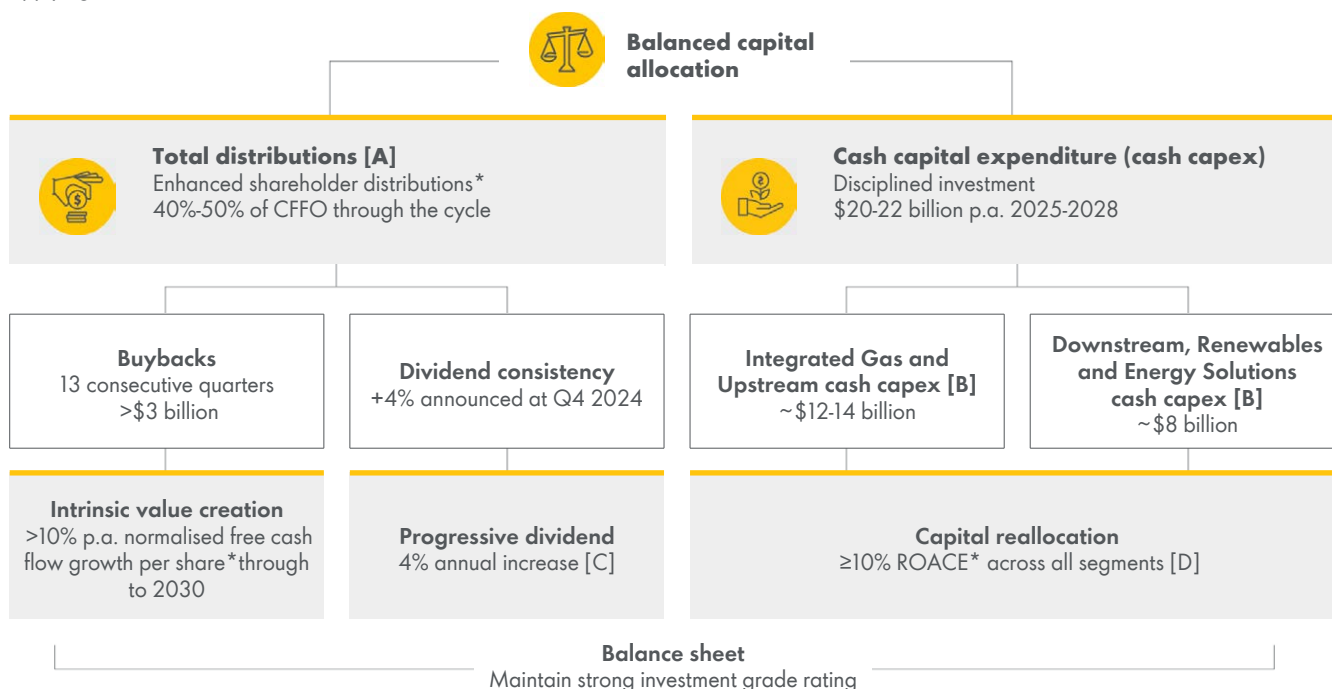 Balanced capital
allocation
Total distributions [A]
Enhanced shareholder distributions*
40%-50% of CFFO through the cycle
Cash capital expenditure (cash capex)
Disciplined investment
$20-22 billion p.a. 2025-2028
Buybacks
13 consecutive quarters
>$3 billion
Dividend consistency
+4% announced at Q4 2024
Integrated Gas and
Upstream cash capex [B]
~$12-14 billion
Downstream, Renewables
and Energy Solutions
cash capex [B]
~$8 billion
Intrinsic value creation
>10% p.a. normalised free cash
flow growth per share*through
to 2030
Progressive dividend
4% annual increase [C]
Capital reallocation
≥10% ROACE* across all segments [D]
Balance sheet
Maintain strong investment grade rating